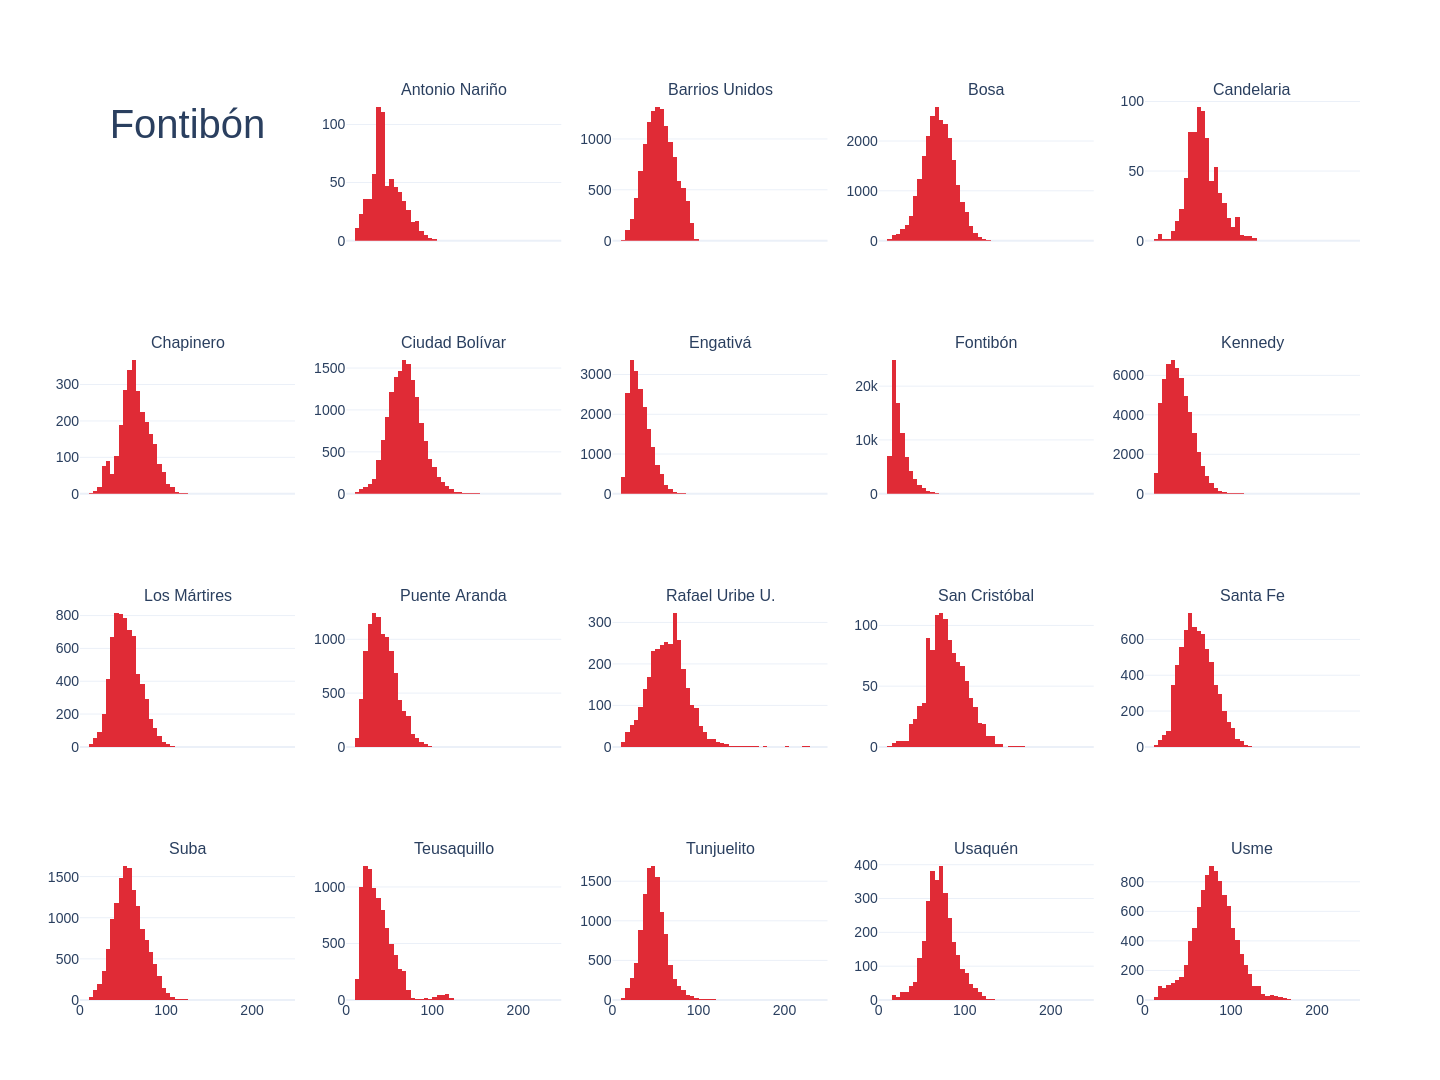 Fontibón
Antonio Nariño
Barrios Unidos
Bosa
Candelaria
100
50
0
1000
500
0
2000
1000
0
100
50
0
Chapinero
Ciudad Bolívar
Engativá
Fontibón
Kennedy
300
200
100
0
1500
1000
500
0
3000
2000
1000
0
20k
10k
0
6000
4000
2000
0
Los Mártires
Puente Aranda
Rafael Uribe U.
San Cristóbal
Santa Fe
800
600
400
200
0
1000
500
0
300
200
100
0
100
50
0
600
400
200
0
Suba
Teusaquillo
Tunjuelito
Usaquén
Usme
1500
1000
500
0
1000
500
0
1500
1000
500
0
400
300
200
100
0
800
600
400
200
0
0 100 200
0 100 200
0 100 200
0 100 200
0 100 200